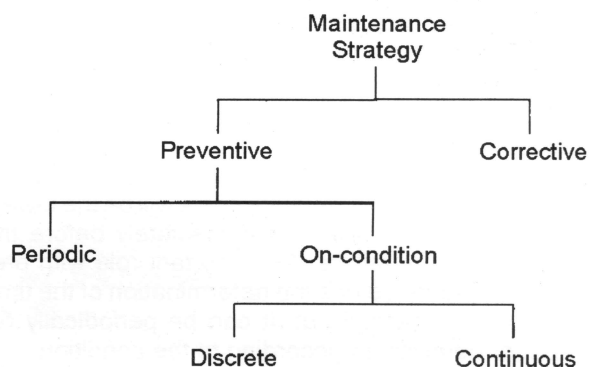 Maintenance
Strategy
Preventive
Corrective
Periodic
On-condition
Discrete
Continuous